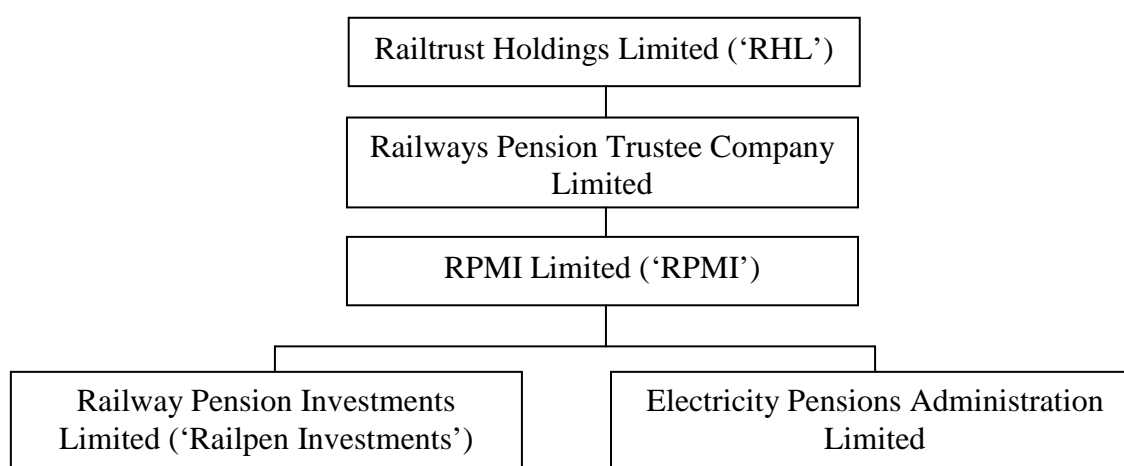 Railtrust Holdings Limited (‘RHL’)
Railways Pension Trustee Company
Limited
RPMI Limited (‘RPMI’)
Railway Pension Investments
Limited (‘Railpen Investments’)
Electricity Pensions Administration
Limited